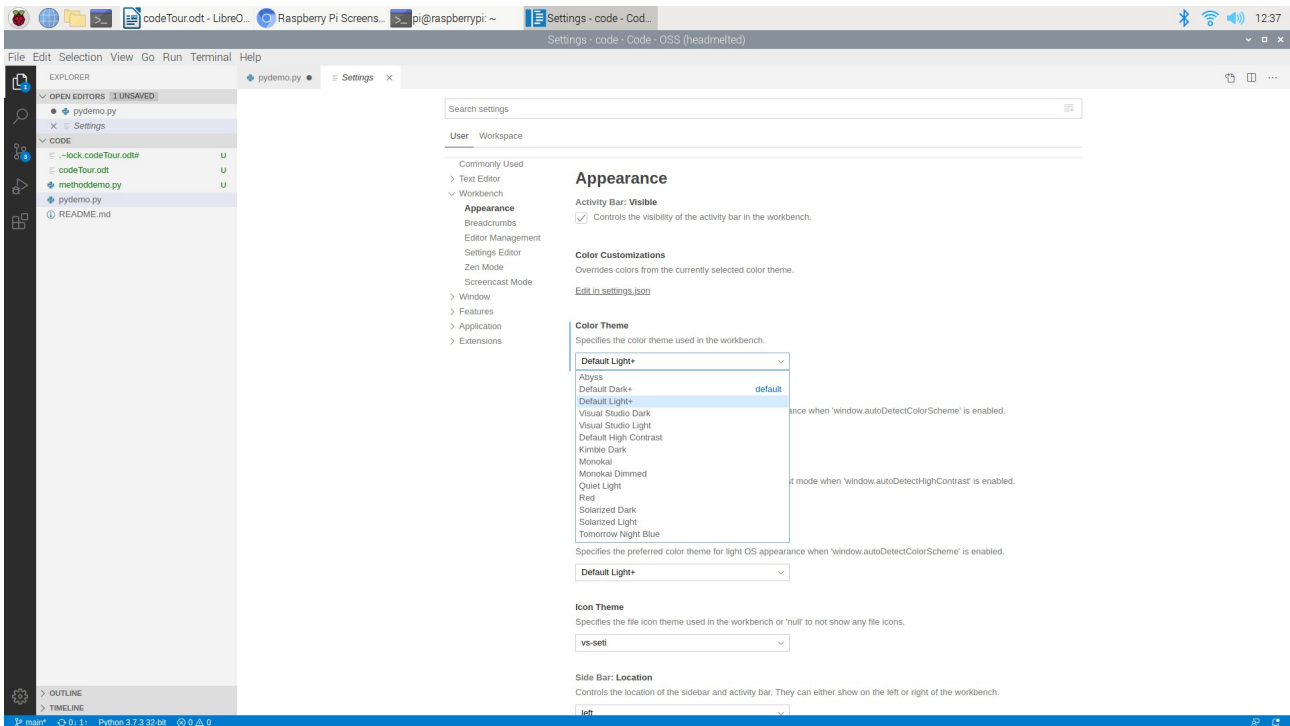 codeTour.odt - LibreO...
Raspberry Pi Screens...
pi@raspberrypi: ~
Settings - code - Cod...
12:37
Settings - code - Code - OSS (headmelted)
File Edit Selection View Go Run Terminal Help
EXPLORER
pydemo.py
Settings
OPEN EDITORS 1 UNSAVED
pydemo.py
Settings
CODE
.~lock.codeTour.odt# U
codeTour.odt U
methoddemo.py U
pydemo.py
README.md
OUTLINE
TIMELINE
1
3
Search settings
User Workspace
Commonly Used
Text Editor
Workbench
Appearance
Breadcrumbs
Editor Management
Settings Editor
Zen Mode
Screencast Mode
Window
Features
Application
Extensions
Appearance
Activity Bar: Visible
Controls the visibility of the activity bar in the workbench.
Color Customizations
Overrides colors from the currently selected color theme.
Edit in settings.json
Color Theme
Specifies the color theme used in the workbench.
Default Light+
Abyss
Default Dark+ default
Default Light+
Visual Studio Dark
Visual Studio Light
Default High Contrast
Kimbie Dark
Monokai
Monokai Dimmed
Quiet Light
Red
Solarized Dark
Solarized Light
Tomorrow Night Blue
ance when 'window.autoDetectColorScheme' is enabled.
st mode when 'window.autoDetectHighContrast' is enabled.
Specifies the preferred color theme for light OS appearance when 'window.autoDetectColorScheme' is enabled.
Default Light+
Icon Theme
Specifies the file icon theme used in the workbench or 'null' to not show any file icons.
vs-seti
Side Bar: Location
Controls the location of the sidebar and activity bar. They can either show on the left or right of the workbench.
left
main* 0↓ 1↑ Python 3.7.3 32-bit 0 0